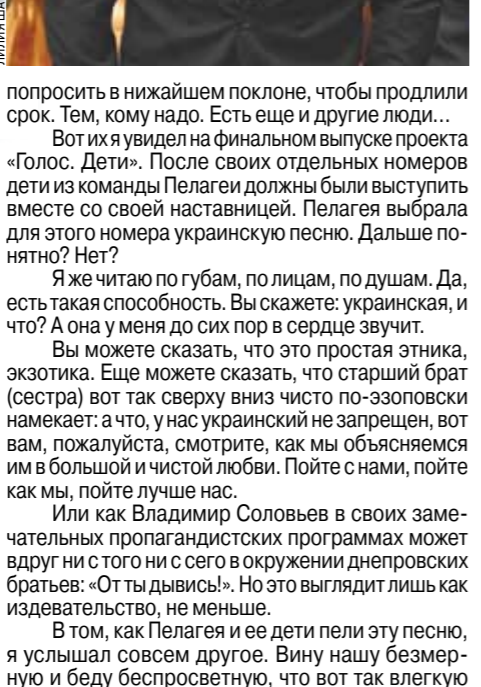 попросить в нижайшем поклоне, чтобы продлили
срок. Тем, кому надо. Есть еще и другие люди...
Вот их я увидел на финальном выпуске проекта
«Голос. Дети». После своих отдельных номеров
дети из команды Пелагеи должны были выступить
вместе со своей наставницей. Пелагея выбрала
для этого номера украинскую песню. Дальше по-
нятно? Нет?
Я же читаю по губам, по лицам, по душам. Да,
есть такая способность. Вы скажете: украинская, и
что? А она у меня до сих пор в сердце звучит.
Вы можете сказать, что это простая этника,
экзотика. Еще можете сказать, что старший брат
(сестра) вот так сверху вниз чисто по-эзоповски
намекает: а что, у нас украинский не запрещен, вот
вам, пожалуйста, смотрите, как мы объясняемся
им в большой и чистой любви. Пойте с нами, пойте
как мы, пойте лучше нас.
Или как Владимир Соловьев в своих заме-
чательных пропагандистских программах может
вдруг ни с того ни с сего в окружении днепровских
братьев: «От ты дывись!». Но это выглядит лишь как
издевательство, не меньше.
В том, как Пелагея и ее дети пели эту песню,
я услышал совсем другое. Вину нашу безмер-
ную и беду беспросветную, что вот так влегкую